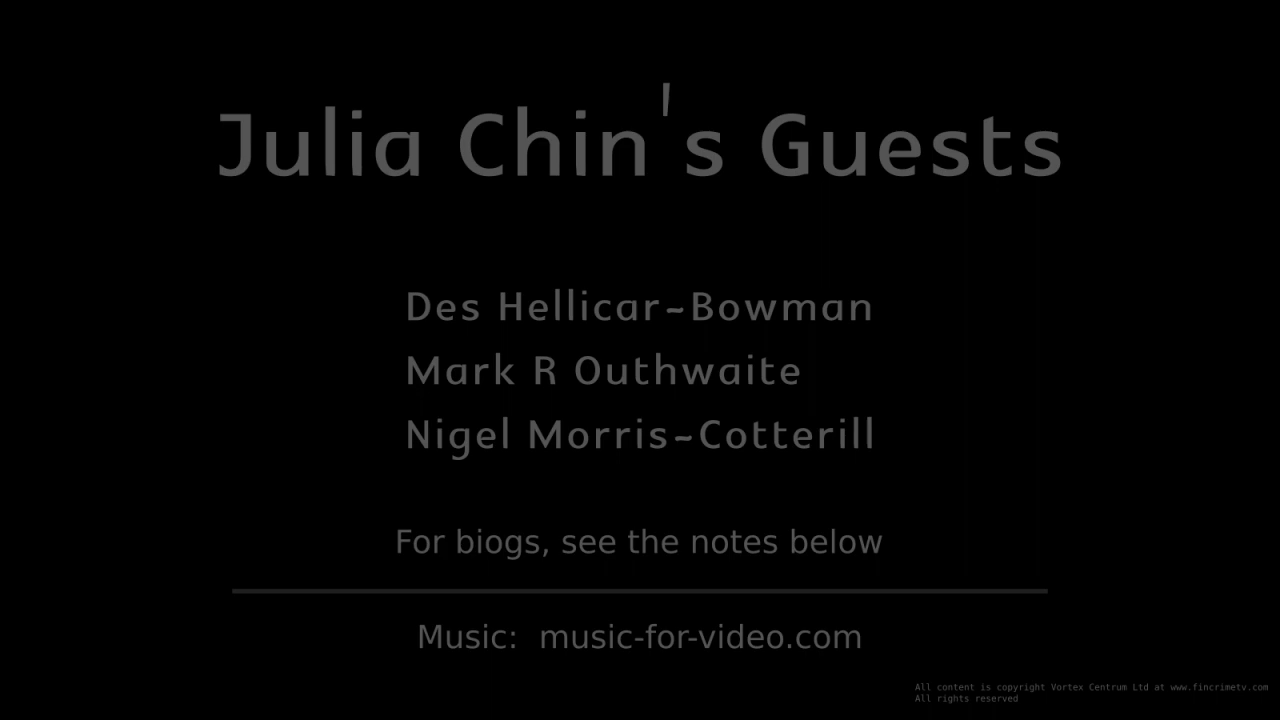 Julia Chin's Guests
Des Hellicar~Bowman
Mark R Outhwaite
Nigel Morris~Cotterill
For biogs, see the notes below
Music: music-for-video.com
All content is copyright Vortex Centrum Ltd at www.fincrimetv.com
All rights reserved